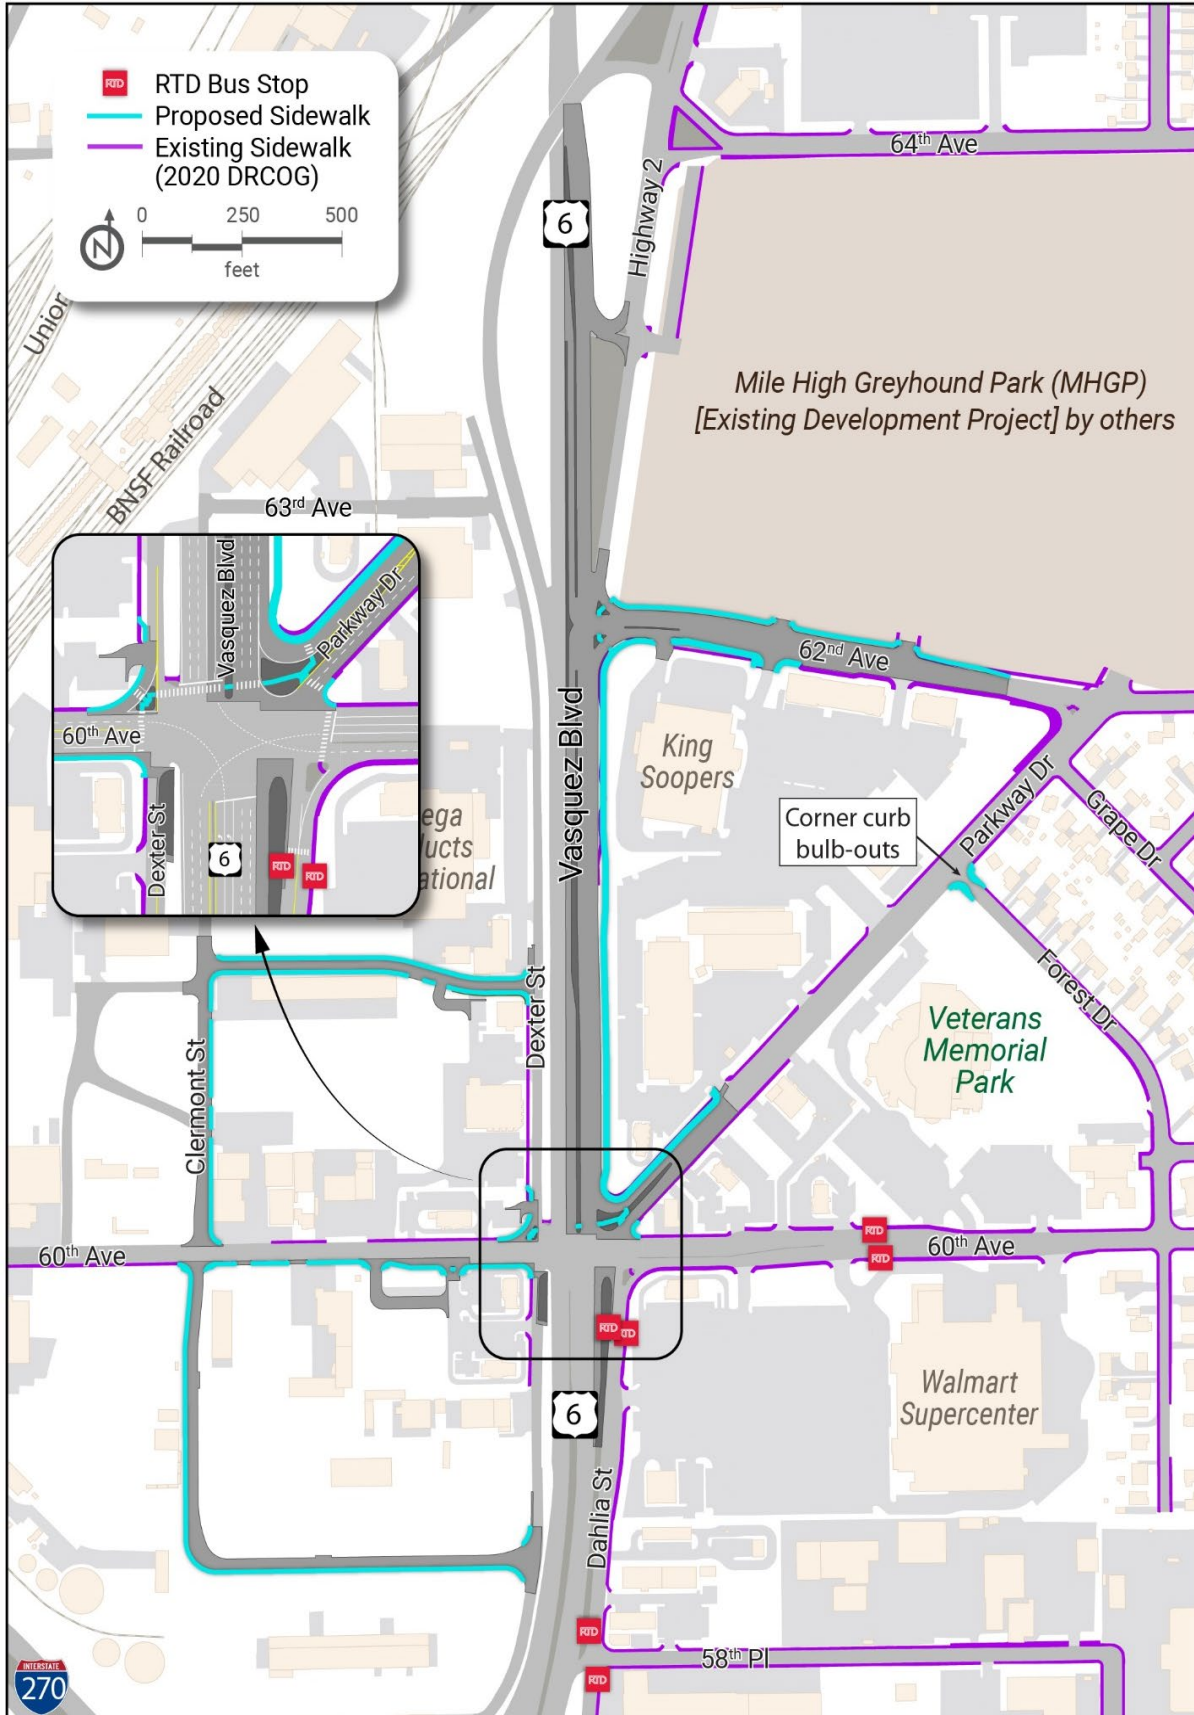 RTD RTD Bus Stop
Proposed Sidewalk
Existing Sidewalk
(2020 DRCOG)
N
0 250 500
feet
64th Ave
6
Highway 2
Union
BNSF Railroad
Mile High Greyhound Park (MHGP)
[Existing Development Project] by others
63rd Ave
Vasquez Blvd
Parkway Dr
60th Ave
Dexter St
6
RTD
RTD
62nd Ave
Vasquez Blvd
King
Soopers
Parkway Dr
Grape Dr
Corner curb
bulb-outs
ega
ucts
ational
Dexter St
Forest Dr
Veterans
Memorial
Park
Clermont St
60th Ave
RTD
RTD
60th Ave
RTD
RTD
6
Walmart
Supercenter
Dahlia St
RTD
58th Pl
RTD
INTERSTATE
270